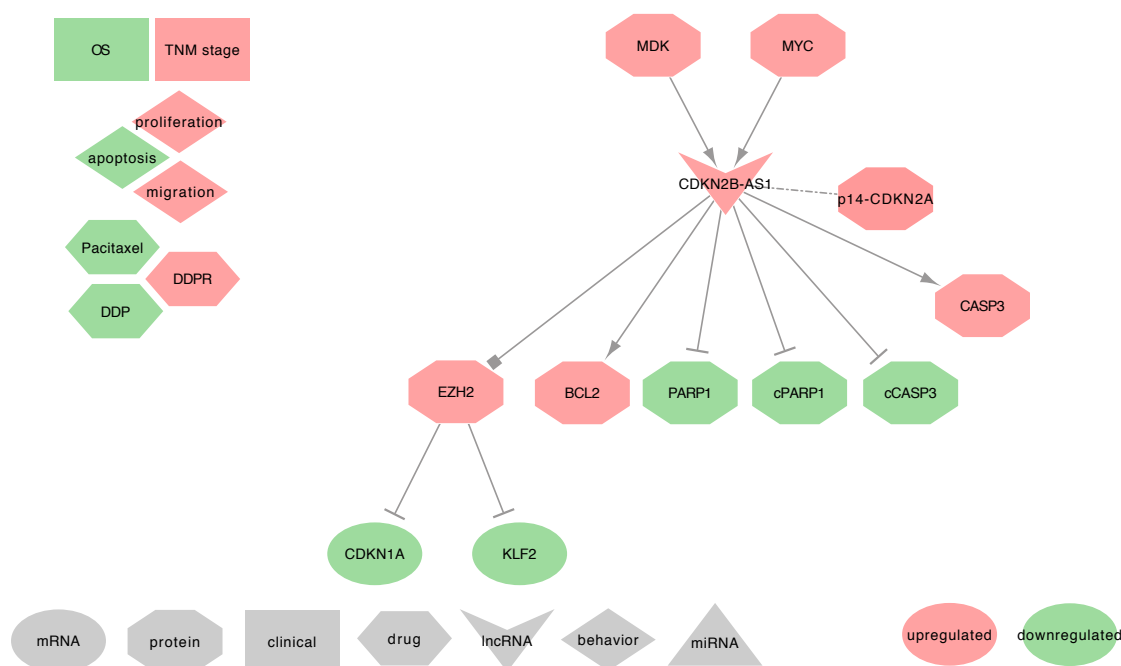 OS
TNM stage
proliferation
apoptosis
migration
Pacitaxel
DDPR
DDP
MDK
MYC
CDKN2B-AS1
p14-CDKN2A
CASP3
EZH2
BCL2
PARP1
cPARP1
cCASP3
CDKN1A
KLF2
mRNA
protein
clinical
drug
lncRNA
behavior
miRNA
upregulated
downregulated